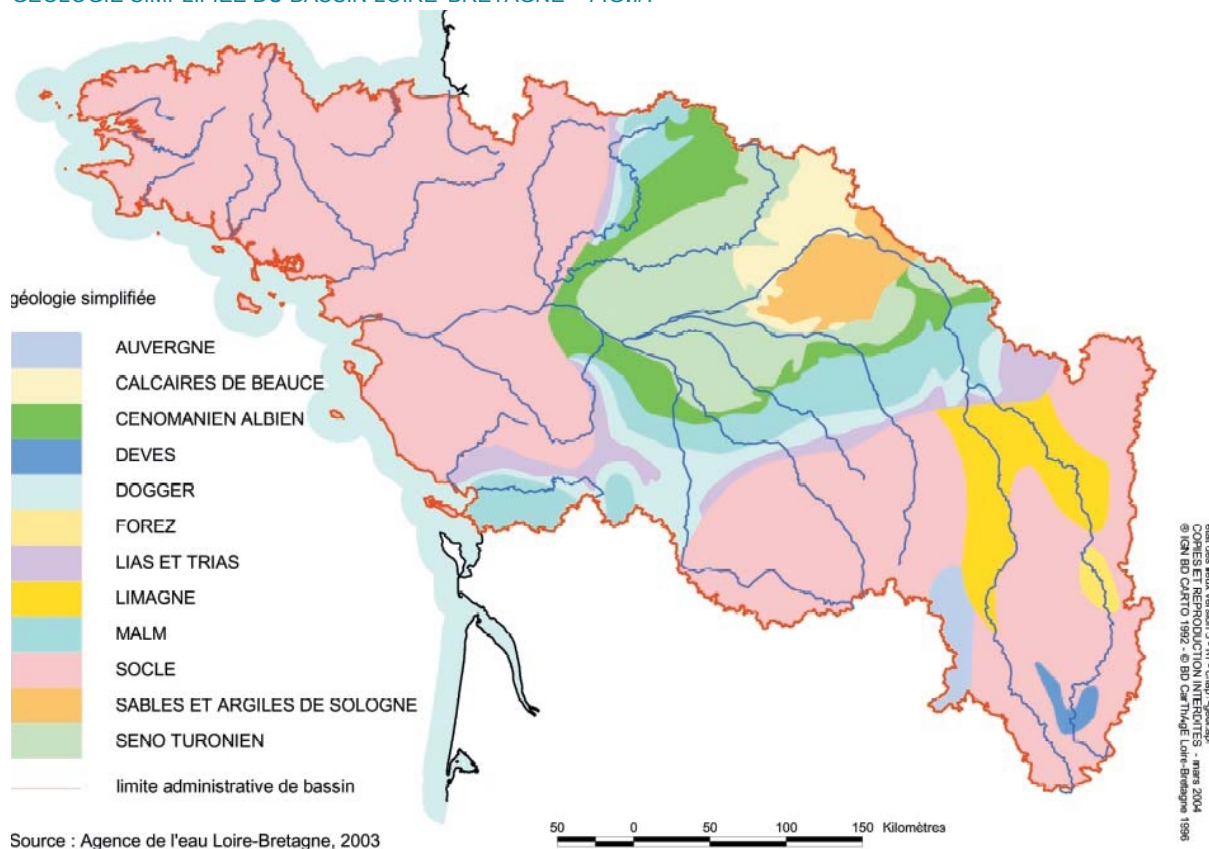 géologie simplifiée
AUVERGNE
CALCAIRES DE BEAUCE
CENOMANIEN ALBIEN
DEVES
DOGGER
FOREZ
LIAS ET TRIAS
LIMAGNE
MALM
SOCLE
SABLES ET ARGILES DE SOLOGNE
SENO TURONIEN
limite administrative de bassin
Source : Agence de l'eau Loire-Bretagne, 2003
50 0 50 100 150 Kilomètres
COPIES ET REPRODUCTION INTERDITES - mars 2004
® IGN BD CARTO 1992 - © BD CarThAgE Loire-Bretagne 1996